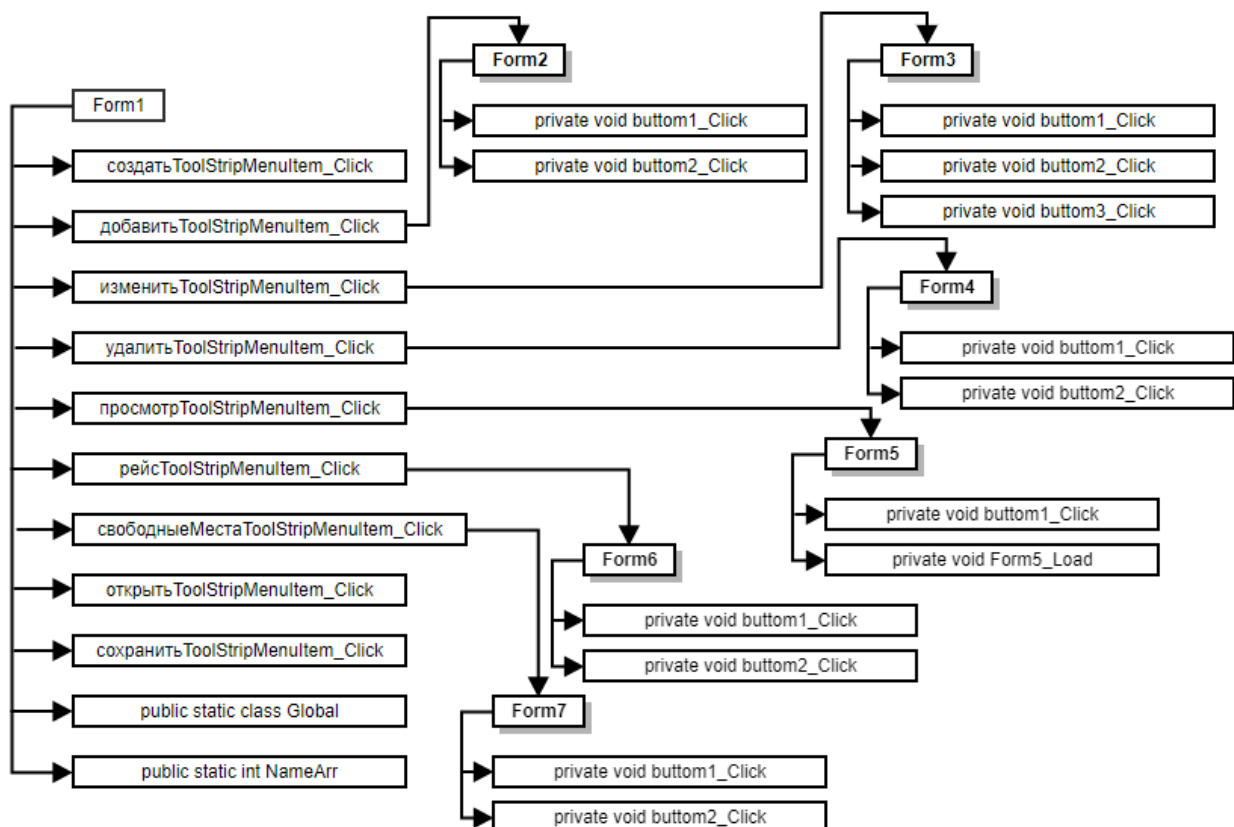 Form1
создатьToolStripMenuItem_Click
добавитьToolStripMenuItem_Click
изменитьToolStripMenuItem_Click
удалитьToolStripMenuItem_Click
просмотрToolStripMenuItem_Click
рейсToolStripMenuItem_Click
свободныеМестаToolStripMenuItem_Click
открытьToolStripMenuItem_Click
сохранитьToolStripMenuItem_Click
public static class Global
public static int NameArr
Form2
private void buttom1_Click
private void buttom2_Click
Form3
private void buttom1_Click
private void buttom2_Click
private void buttom3_Click
Form4
private void buttom1_Click
private void buttom2_Click
Form5
private void buttom1_Click
private void Form5_Load
Form6
private void buttom1_Click
private void buttom2_Click
Form7
private void buttom1_Click
private void buttom2_Click